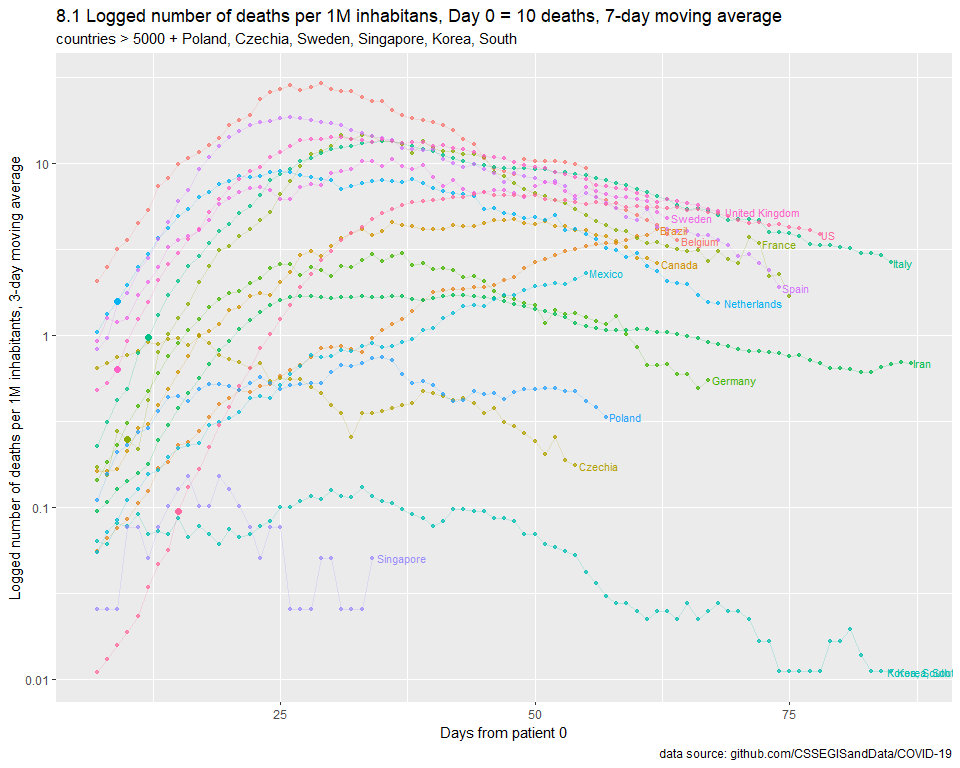 8.1 Logged number of deaths per 1M inhabitans, Day 0 = 10 deaths, 7-day moving average
countries > 5000 + Poland, Czechia, Sweden, Singapore, Korea, South
Logged number of deaths per 1M inhabitants, 3-day moving average
10
1
0.1
0.01
United Kingdom
Sweden
Brazil
US
Belgium
France
Canada
Italy
Mexico
Spain
Netherlands
Iran
Germany
Poland
Czechia
Singapore
Korea, South
25
50
75
Days from patient 0
data source: github.com/CSSEGISandData/COVID-19